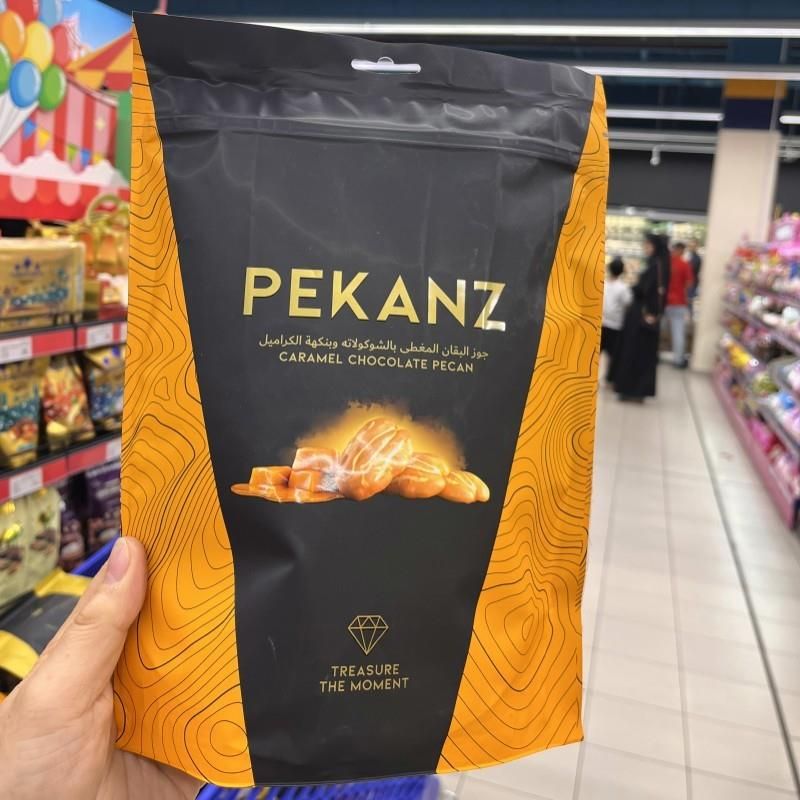 PEKANZ
جوز البقان المغطى بالشوكولاته وبنكهة الكراميل
CARAMEL CHOCOLATE PECAN
TREASURE
THE MOMENT